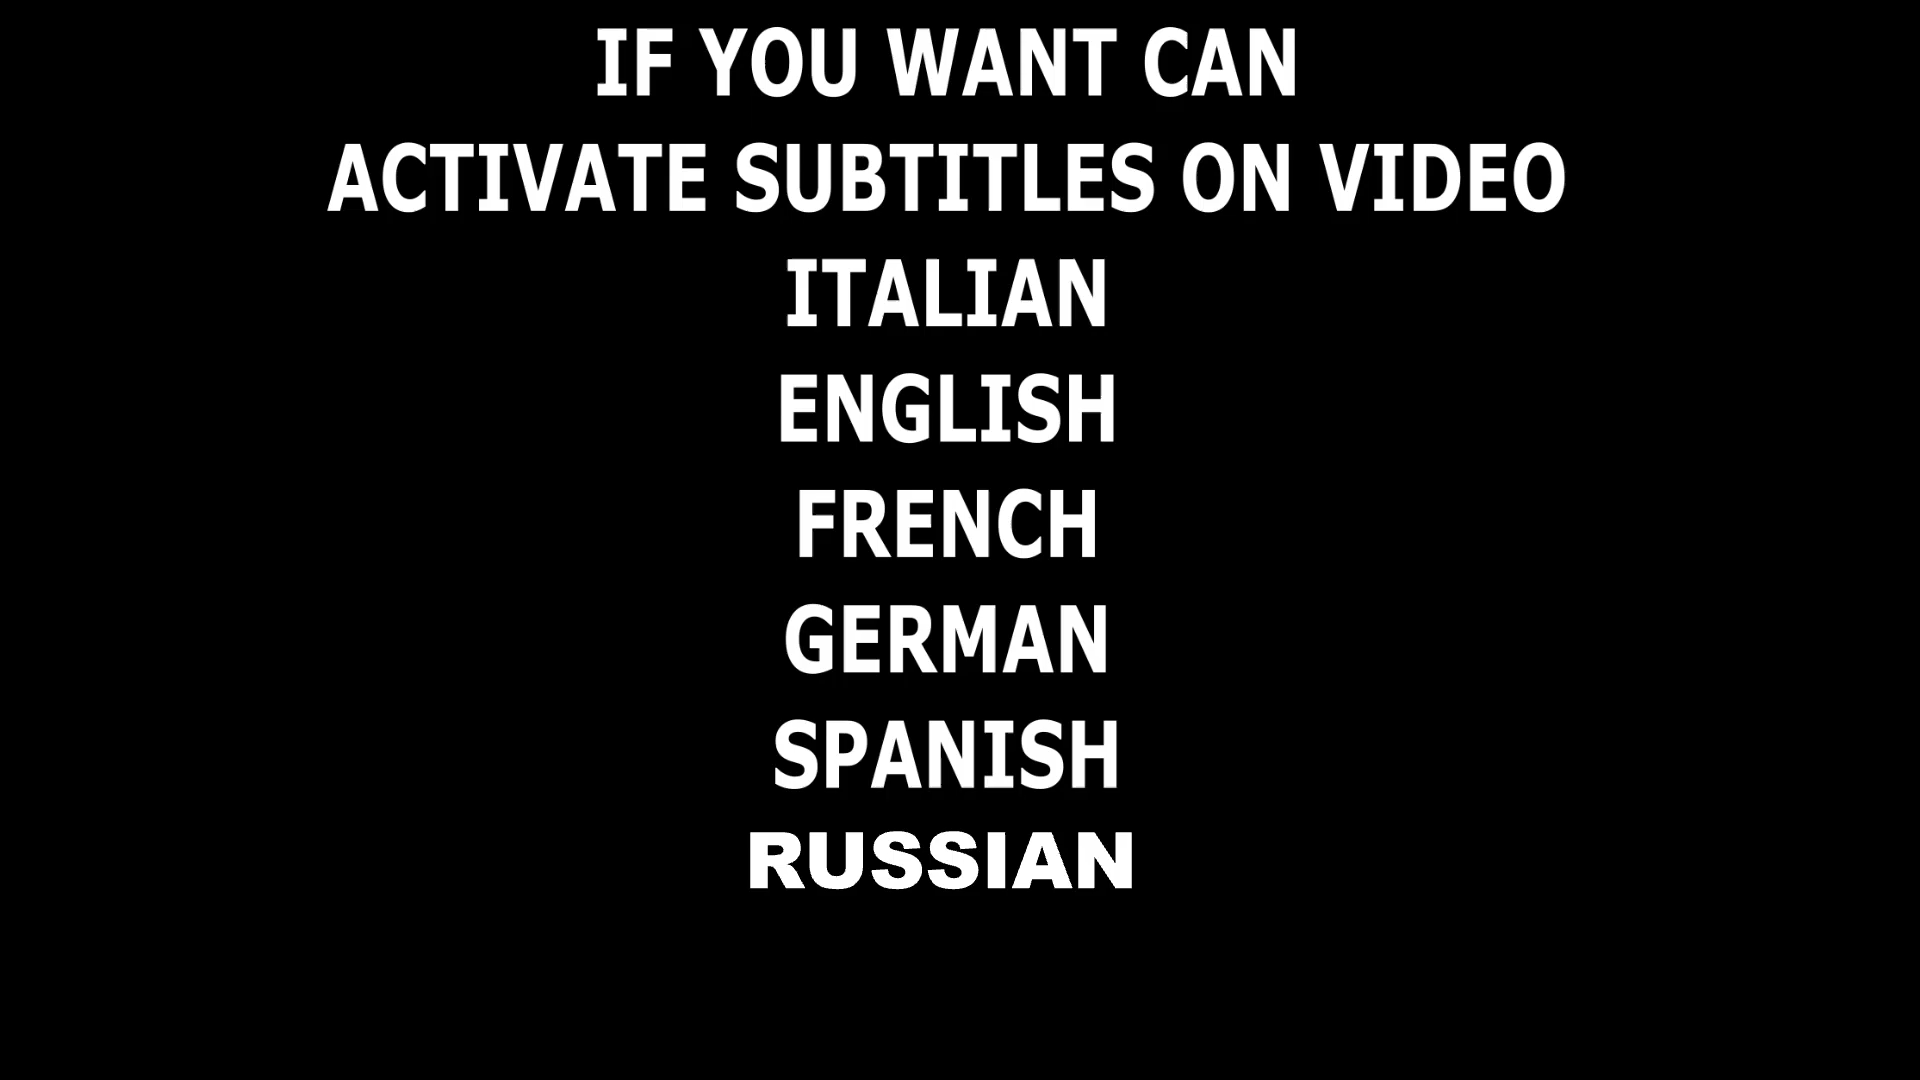 IF YOU WANT CAN
ACTIVATE SUBTITLES ON VIDEO
ITALIAN
ENGLISH
FRENCH
GERMAN
SPANISH
RUSSIAN